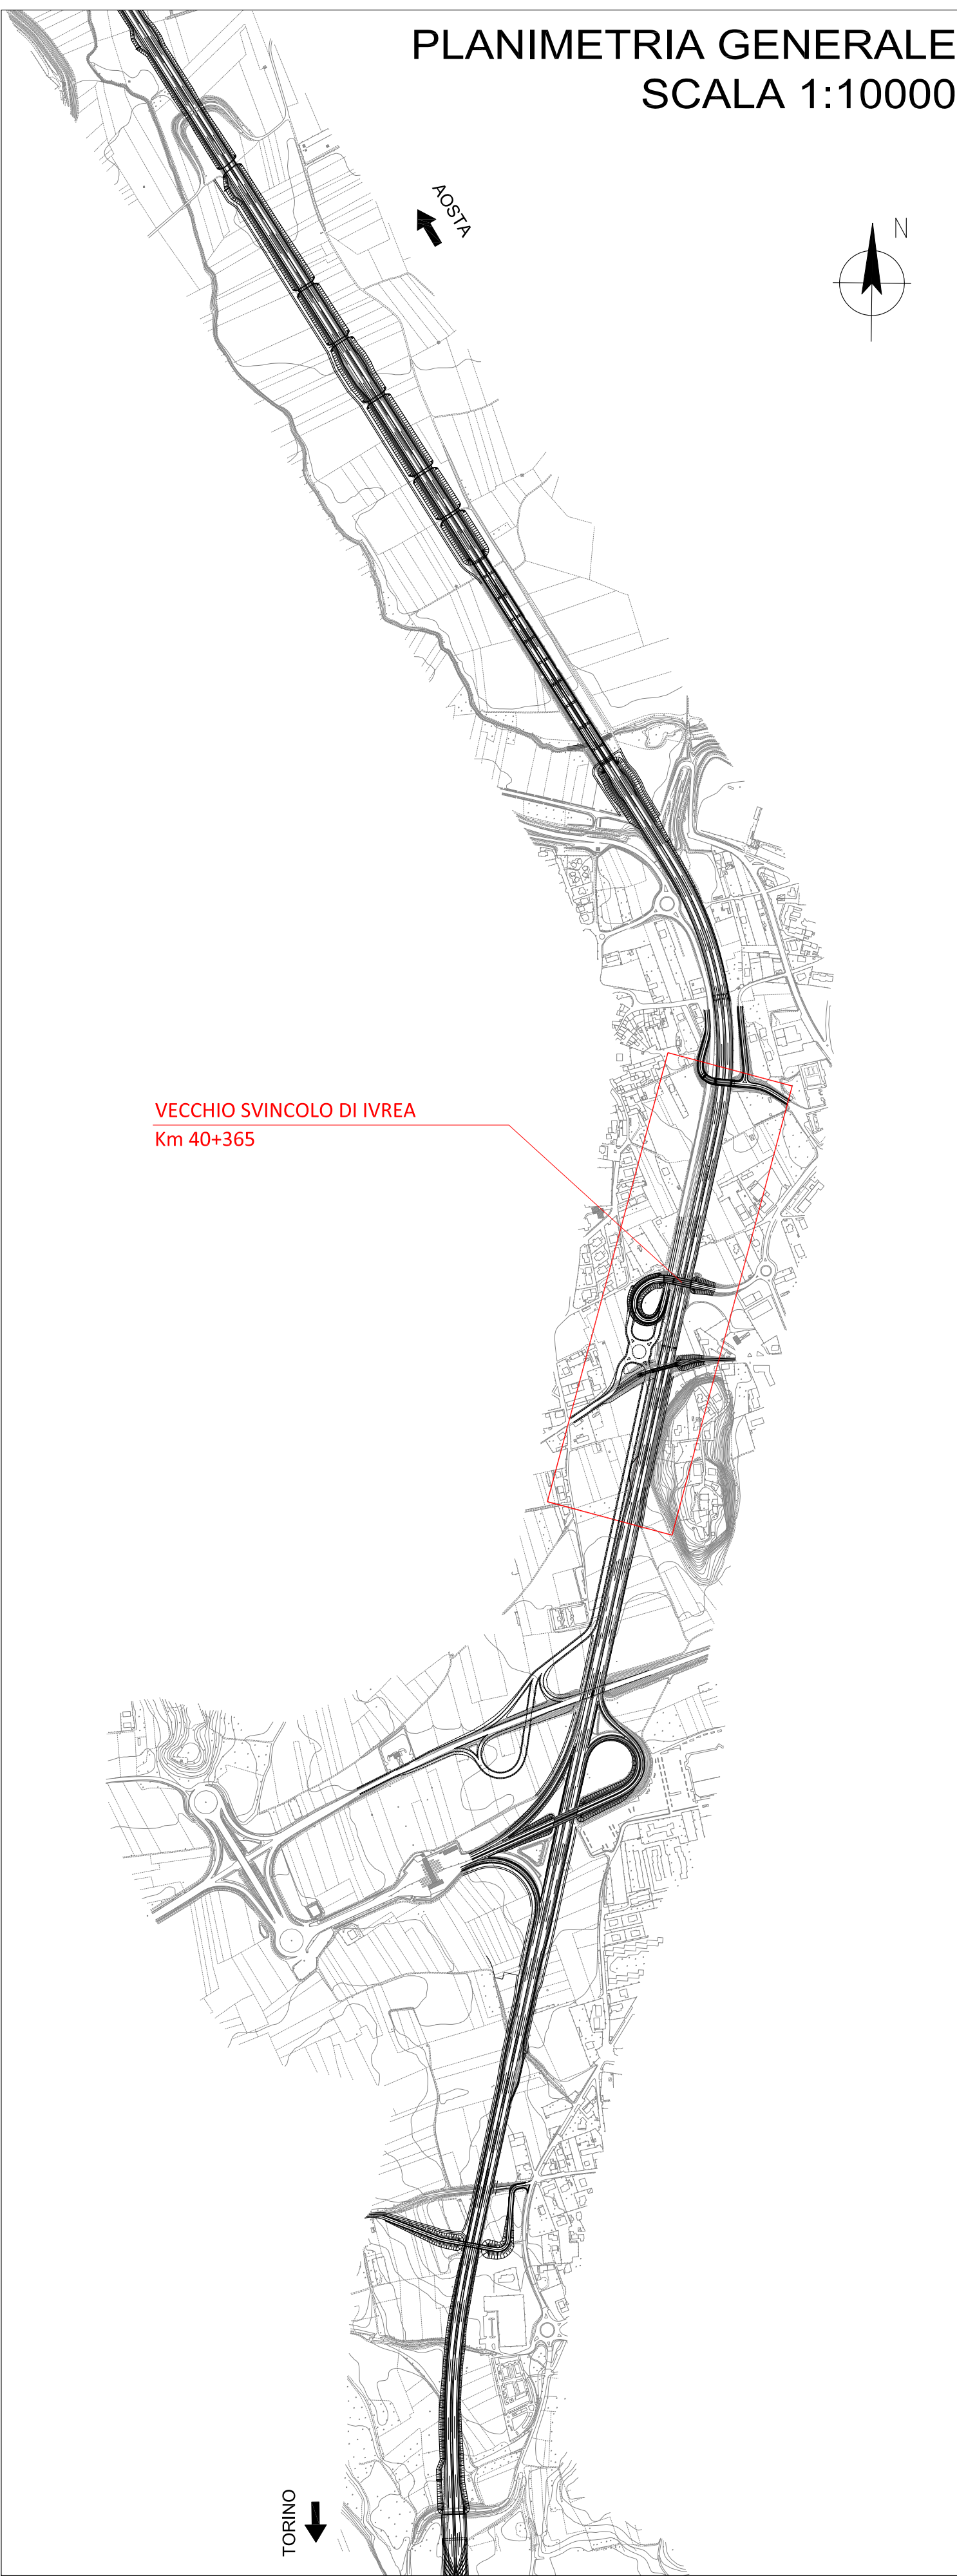 PLANIMETRIA GENERALE
SCALA 1:10000
AOSTA
N
VECCHIO SVINCOLO DI IVREA
Km 40+365
TORINO